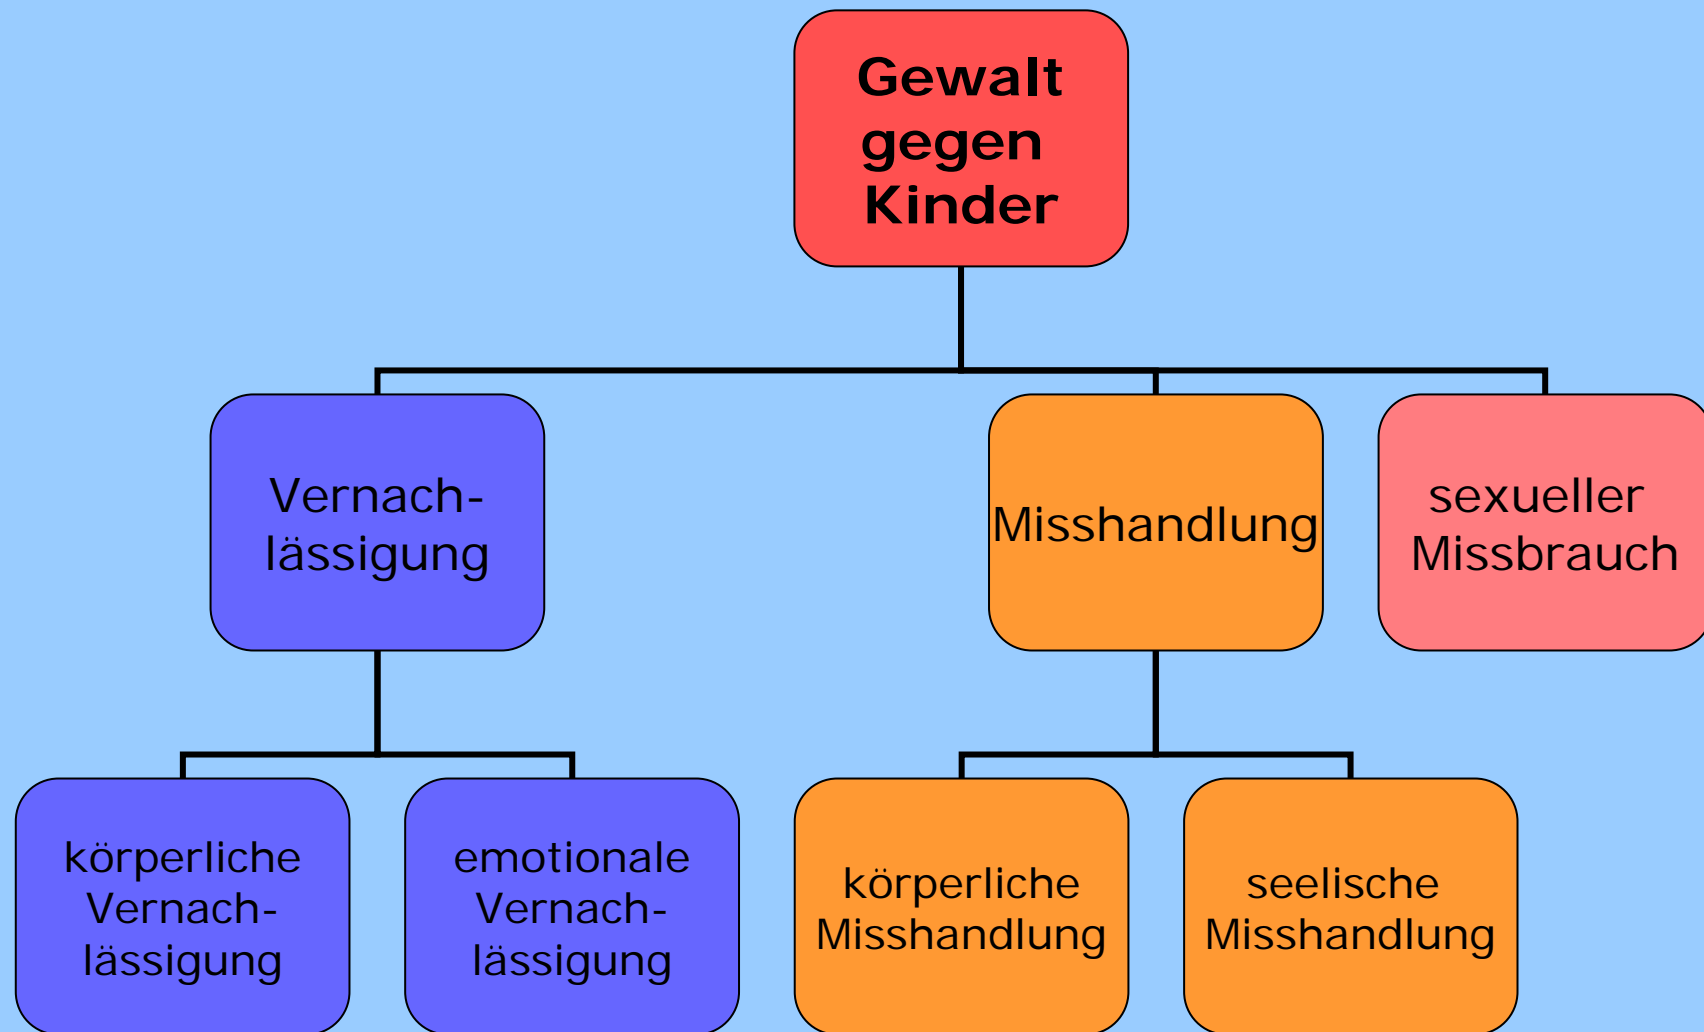 Gewalt
gegen
Kinder
Vernach-
lässigung
Misshandlung
sexueller
Missbrauch
körperliche
Vernach-
lässigung
emotionale
Vernach-
lässigung
körperliche
Misshandlung
seelische
Misshandlung